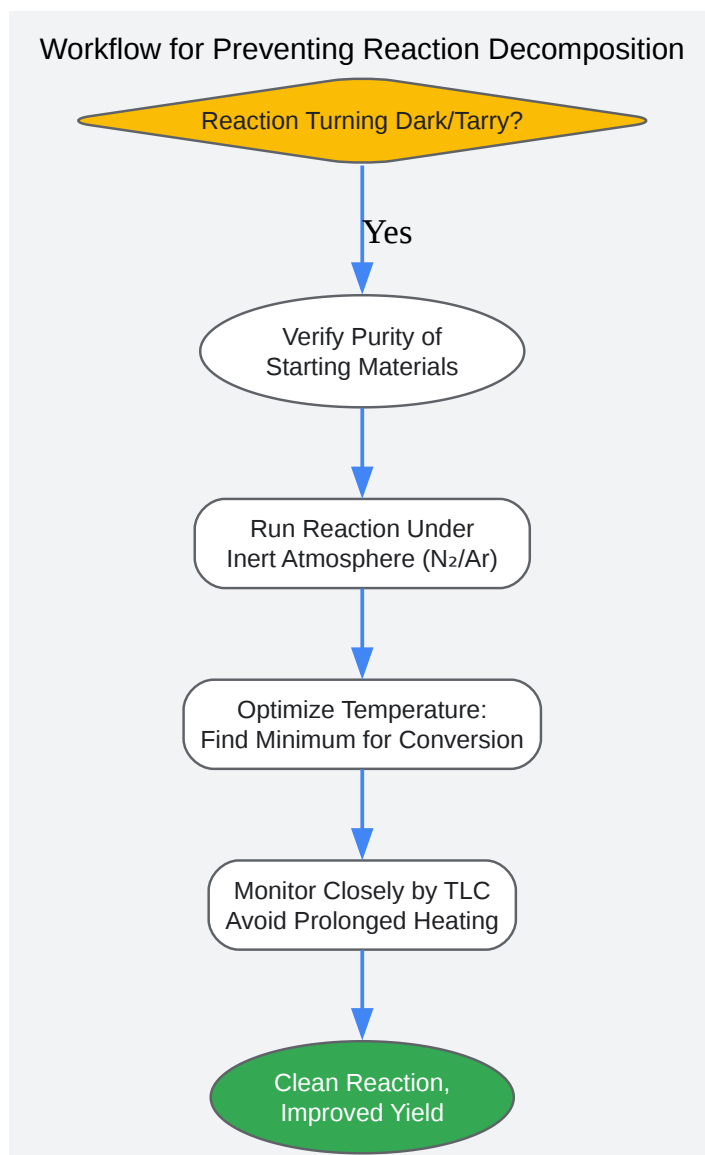 Workflow for Preventing Reaction Decomposition
Reaction Turning Dark/Tarry?
Yes
Verify Purity of
Starting Materials
Run Reaction Under
Inert Atmosphere (N₂/Ar)
Optimize Temperature:
Find Minimum for Conversion
Monitor Closely by TLC
Avoid Prolonged Heating
Clean Reaction,
Improved Yield